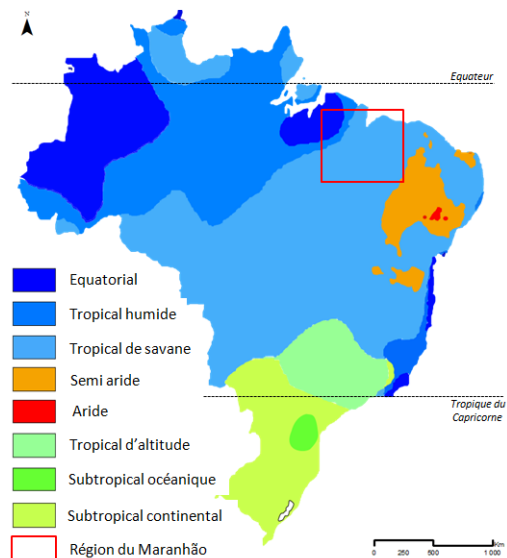 N
Equateur
Equatorial
Tropical humide
Tropical de savane
Semi aride
Aride
Tropique du
Capricorne
Tropical d'altitude
Subtropical océanique
Subtropical continental
Région du Maranhão
Km
0 250 500 1 000